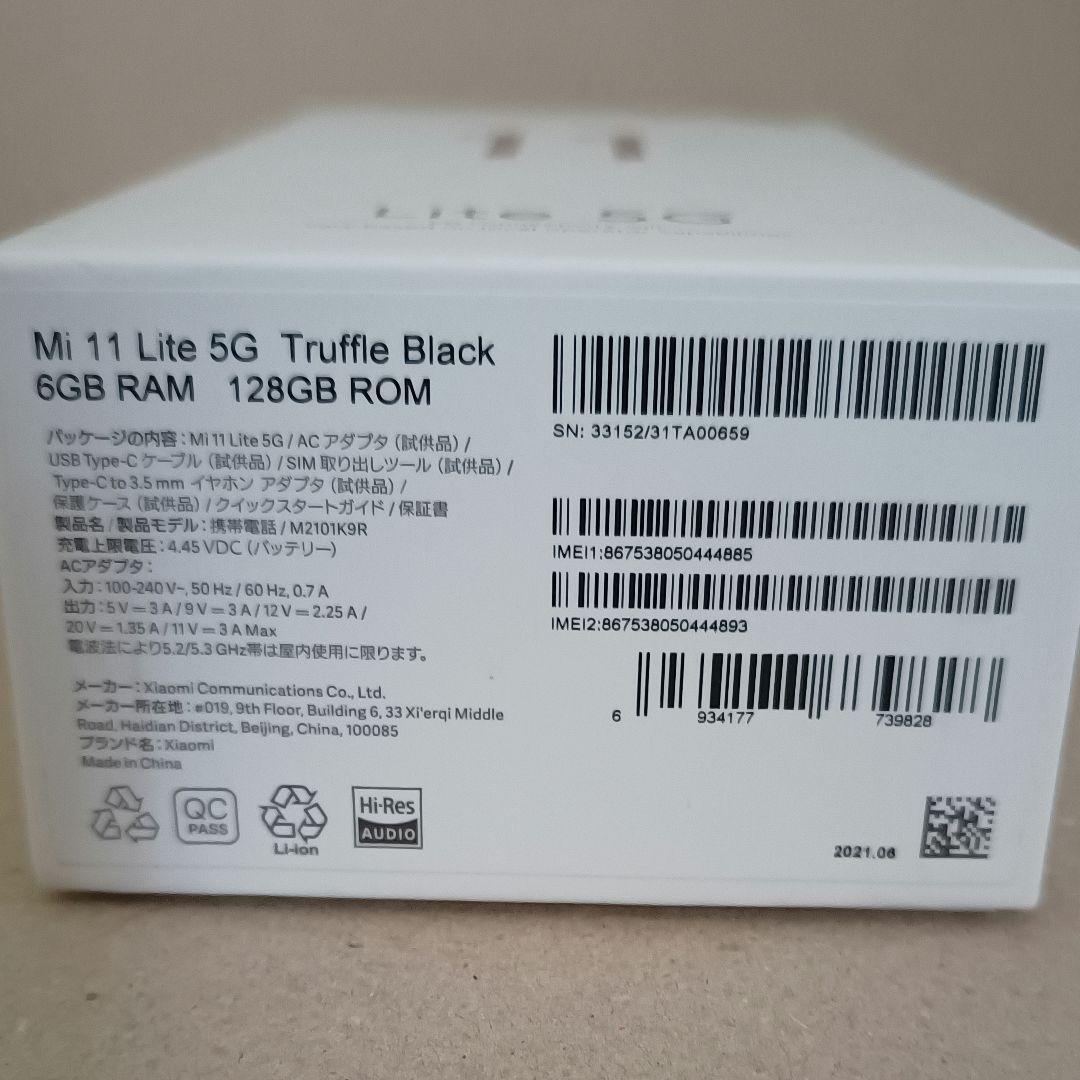 11
Lite 5G
Mi 11 Lite 5G Truffle Black
6GB RAM 128GB ROM
パッケージの内容：Mi 11 Lite 5G / AC アダプタ（試供品）/
USB Type-C ケーブル（試供品）/ SIM 取り出しツール（試供品）/
Type-C to 3.5 mm イヤホン アダプタ（試供品）/
保護ケース（試供品）/ クイックスタートガイド / 保証書
製品名 / 製品モデル：携帯電話 / M2101K9R
充電上限電圧：4.45 VDC（バッテリー）
ACアダプタ：
入力：100-240 V~, 50 Hz / 60 Hz, 0.7 A
出力：5 V⎓3 A / 9 V⎓3 A / 12 V⎓2.25 A /
20 V⎓1.35 A / 11 V⎓3 A Max
電波法により5.2/5.3 GHz帯は屋内使用に限ります。
メーカー：Xiaomi Communications Co., Ltd.
メーカー所在地：#019, 9th Floor, Building 6, 33 Xi'erqi Middle
Road, Haidian District, Beijing, China, 100085
ブランド名：Xiaomi
Made in China
QC
PASS
Li-ion
Hi-Res
AUDIO
SN: 33152/31TA00659
IMEI1:867538050444885
IMEI2:867538050444893
6 934177 739828
2021.06